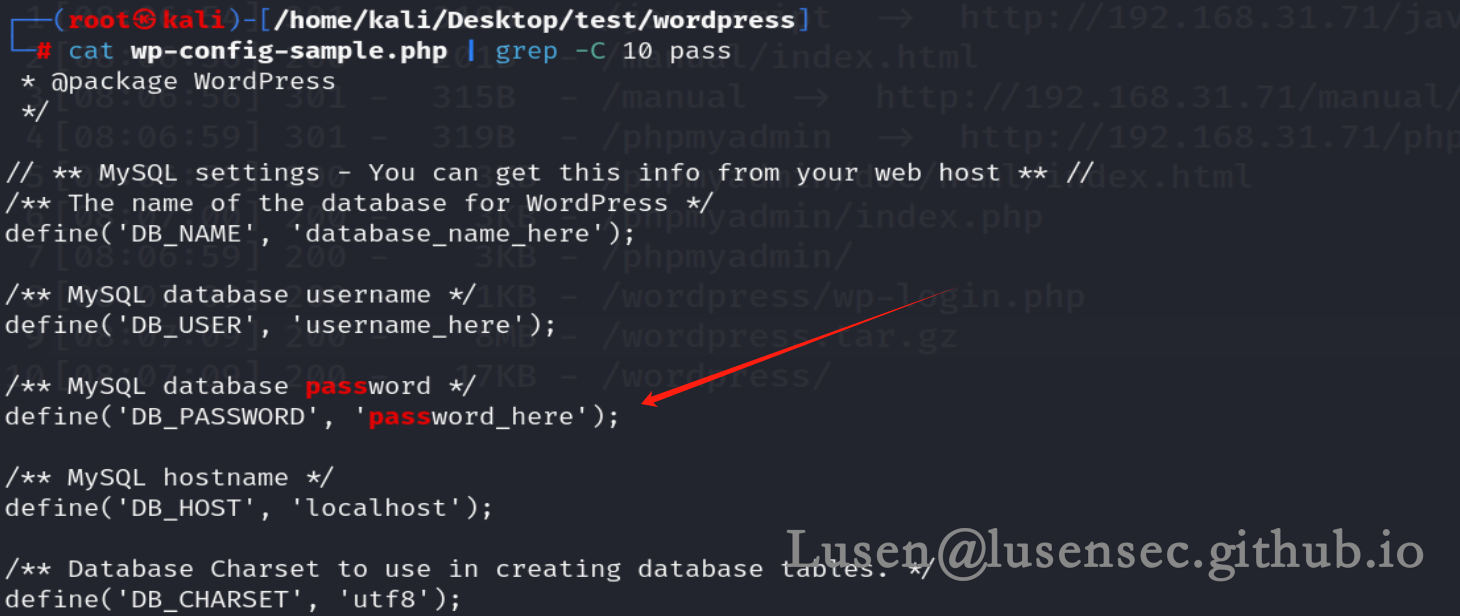 ┌──(root㉿kali)-[/home/kali/Desktop/test/wordpress]
└─# cat wp-config-sample.php | grep -C 10 pass
 * @package WordPress
 */

// ** MySQL settings - You can get this info from your web host ** //
/** The name of the database for WordPress */
define('DB_NAME', 'database_name_here');

/** MySQL database username */
define('DB_USER', 'username_here');

/** MySQL database password */
define('DB_PASSWORD', 'password_here');

/** MySQL hostname */
define('DB_HOST', 'localhost');

/** Database Charset to use in creating database tables. */
define('DB_CHARSET', 'utf8');
Lusen@lusensec.github.io